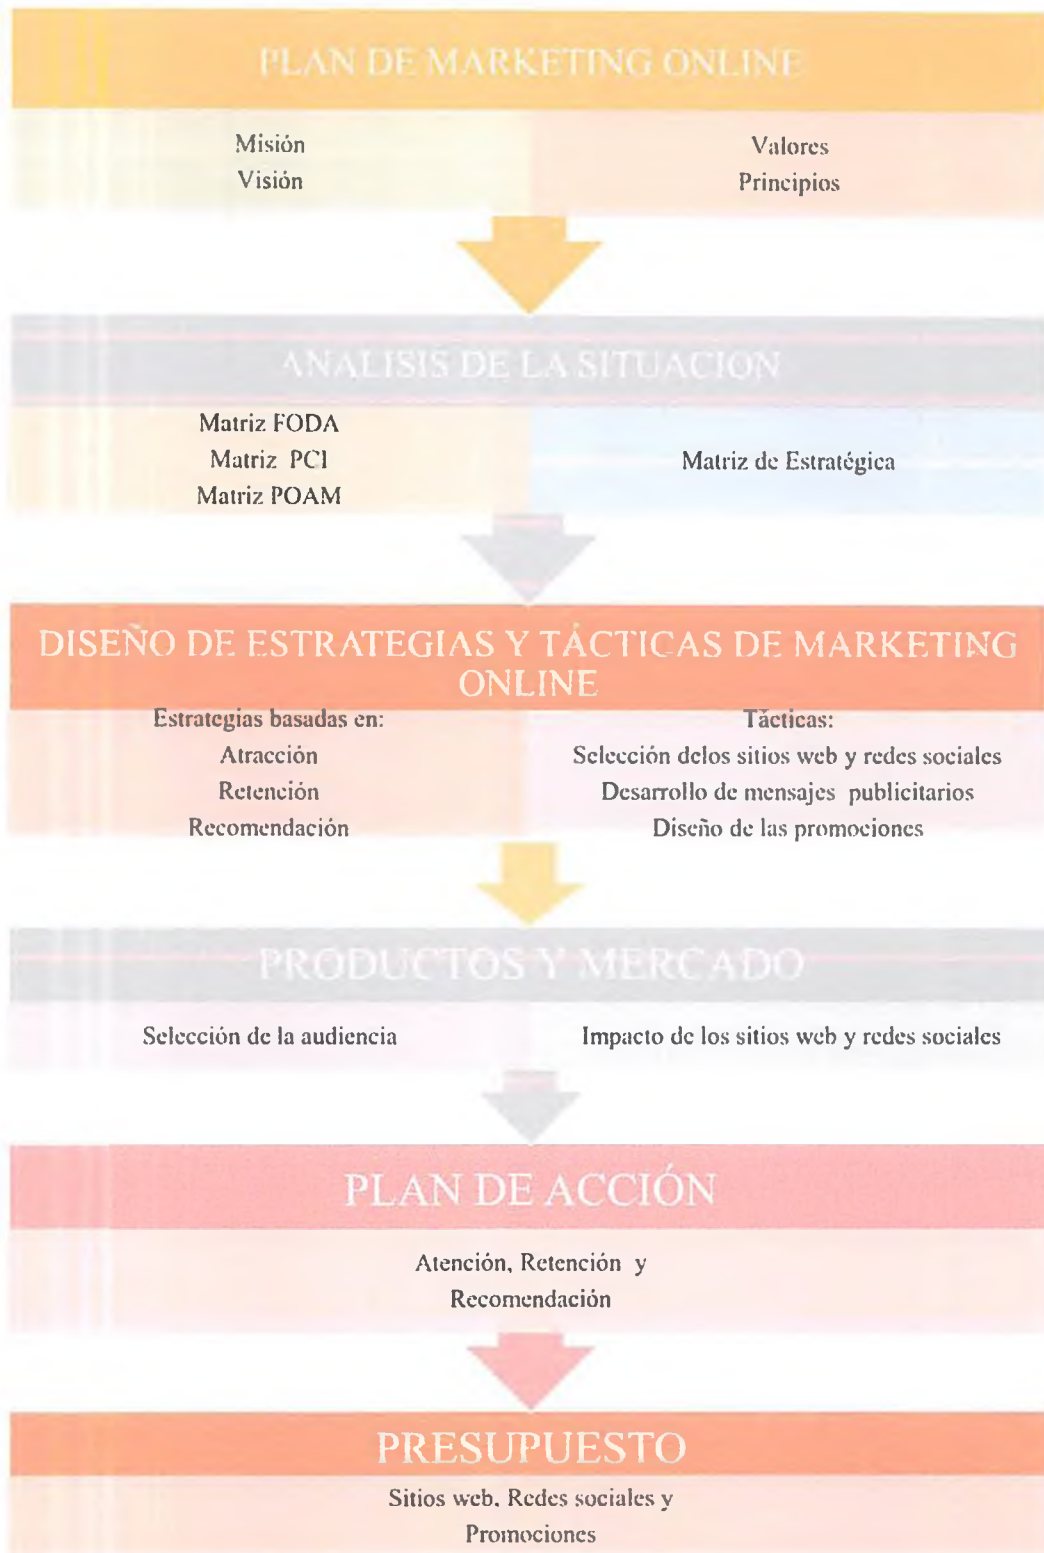 PLAN DE MARKETING ONLINE
Misión
Visión
Valores
Principios
ANALISIS DE LA SITUACION
Matriz FODA
Matriz PCI
Matriz POAM
Matriz de Estratégica
DISEÑO DE ESTRATEGIAS Y TÁCTICAS DE MARKETING
ONLINE
Estrategias basadas en:
Atracción
Retención
Recomendación
Tácticas:
Selección delos sitios web y redes sociales
Desarrollo de mensajes publicitarios
Diseño de las promociones
PRODUCTOS Y MERCADO
Selección de la audiencia
Impacto de los sitios web y redes sociales
PLAN DE ACCIÓN
Atención, Retención y
Recomendación
PRESUPUESTO
Sitios web, Redes sociales y
Promociones